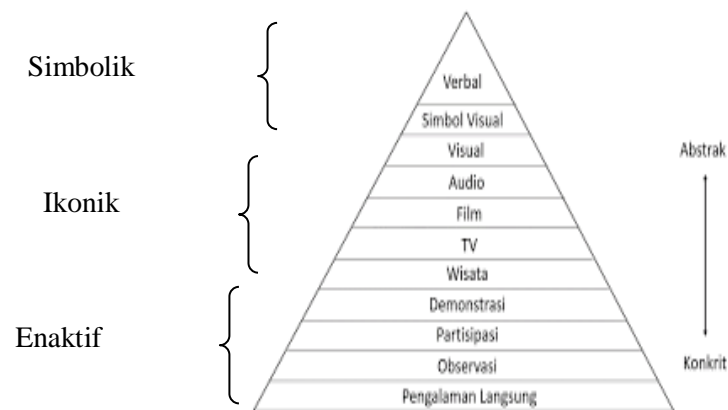 Simbolik
Ikonik
Enaktif
Verbal
Simbol Visual
Visual
Audio
Film
TV
Wisata
Demonstrasi
Partisipasi
Observasi
Pengalaman Langsung
Abstrak
Konkrit